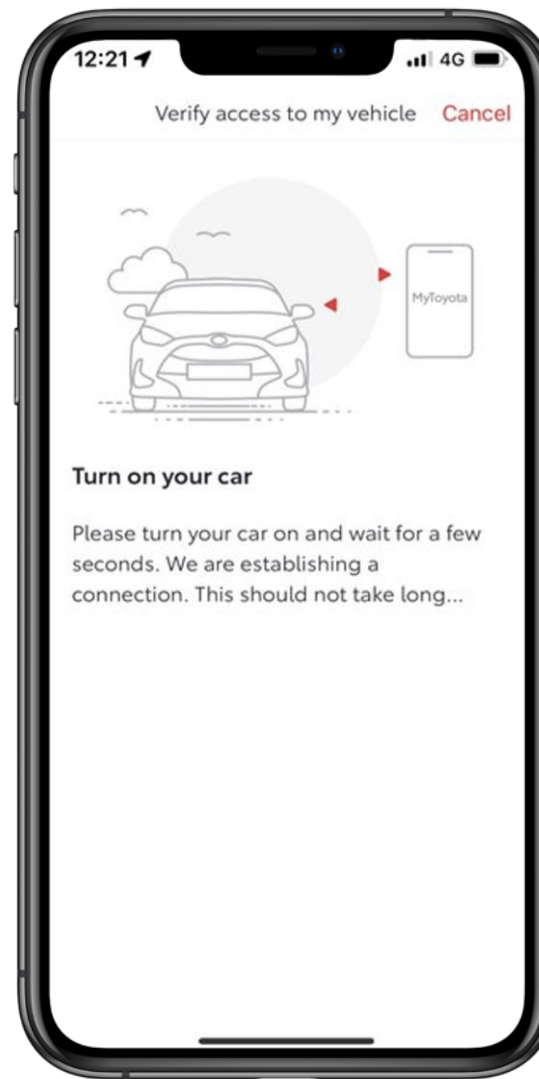 12:21
4G
Verify access to my vehicle Cancel
MyToyota
Turn on your car
Please turn your car on and wait for a few
seconds. We are establishing a
connection. This should not take long...